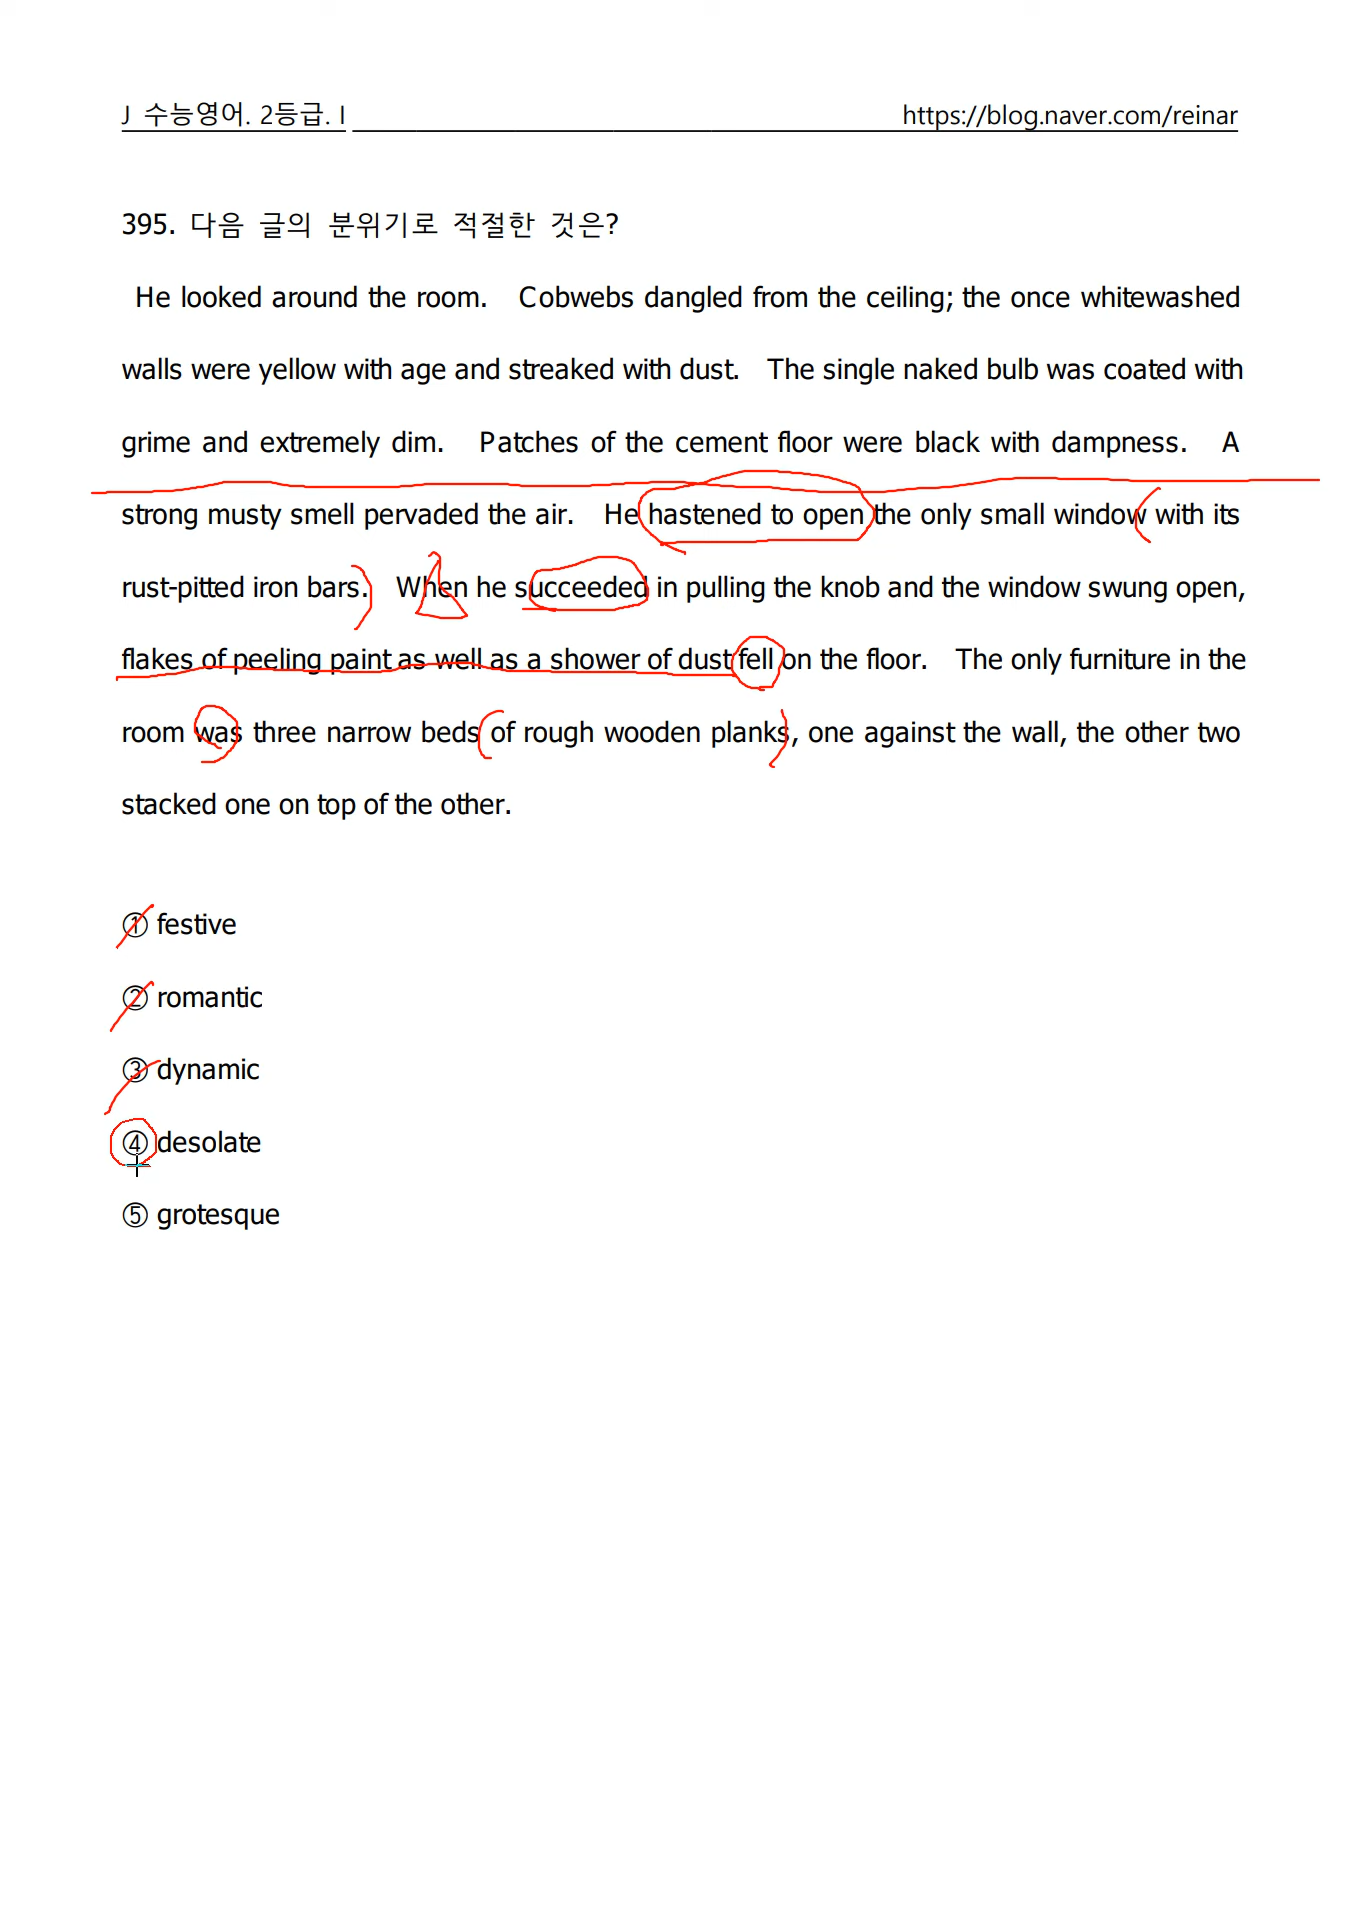 J 수능영어. 2등급. I https://blog.naver.com/reinar
395. 다음 글의 분위기로 적절한 것은?
He looked around the room. Cobwebs dangled from the ceiling; the once whitewashed
walls were yellow with age and streaked with dust. The single naked bulb was coated with
grime and extremely dim. Patches of the cement floor were black with dampness. A
strong musty smell pervaded the air. He hastened to open the only small window with its
rust-pitted iron bars. When he succeeded in pulling the knob and the window swung open,
flakes of peeling paint as well as a shower of dust fell on the floor. The only furniture in the
room was three narrow beds of rough wooden planks, one against the wall, the other two
stacked one on top of the other.
① festive
② romantic
③ dynamic
④ desolate
⑤ grotesque